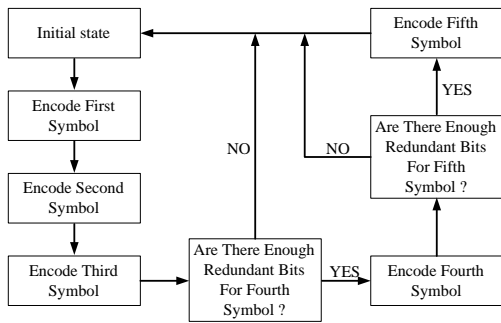 Initial state
Encode First
Symbol
Encode Second
Symbol
Encode Third
Symbol
Are There Enough
Redundant Bits
For Fourth
Symbol ?
NO
YES
Encode Fourth
Symbol
Are There Enough
Redundant Bits
For Fifth
Symbol ?
NO
YES
Encode Fifth
Symbol